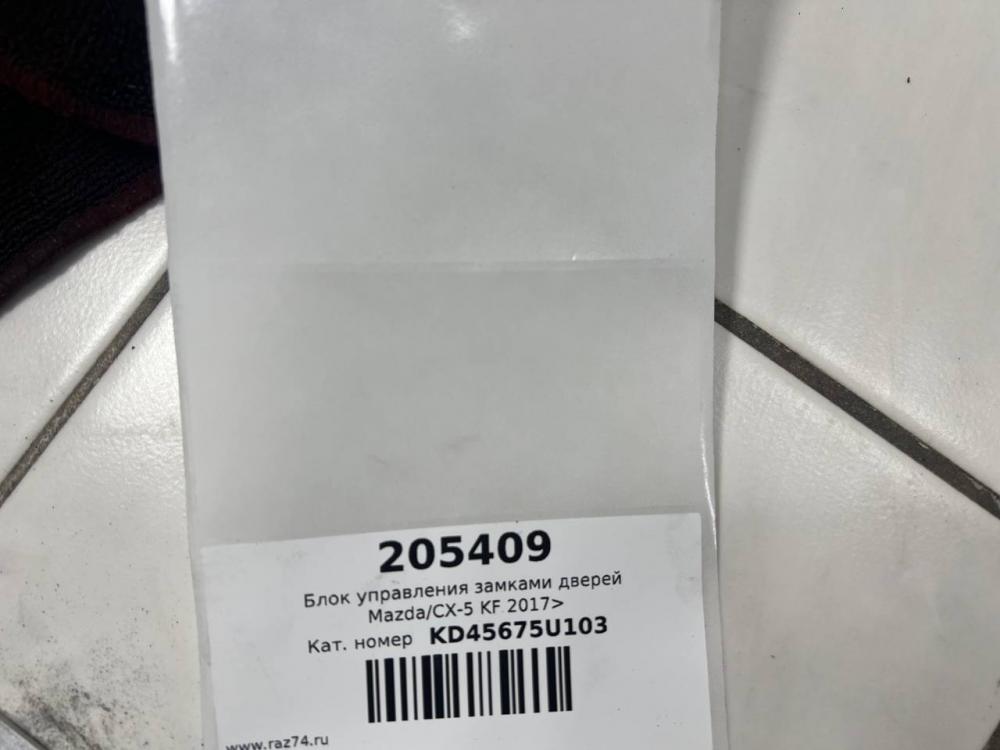 205409
Блок управления замками дверей
Mazda/CX-5 KF 2017>
Кат. номер KD45675U103
www.raz74.ru